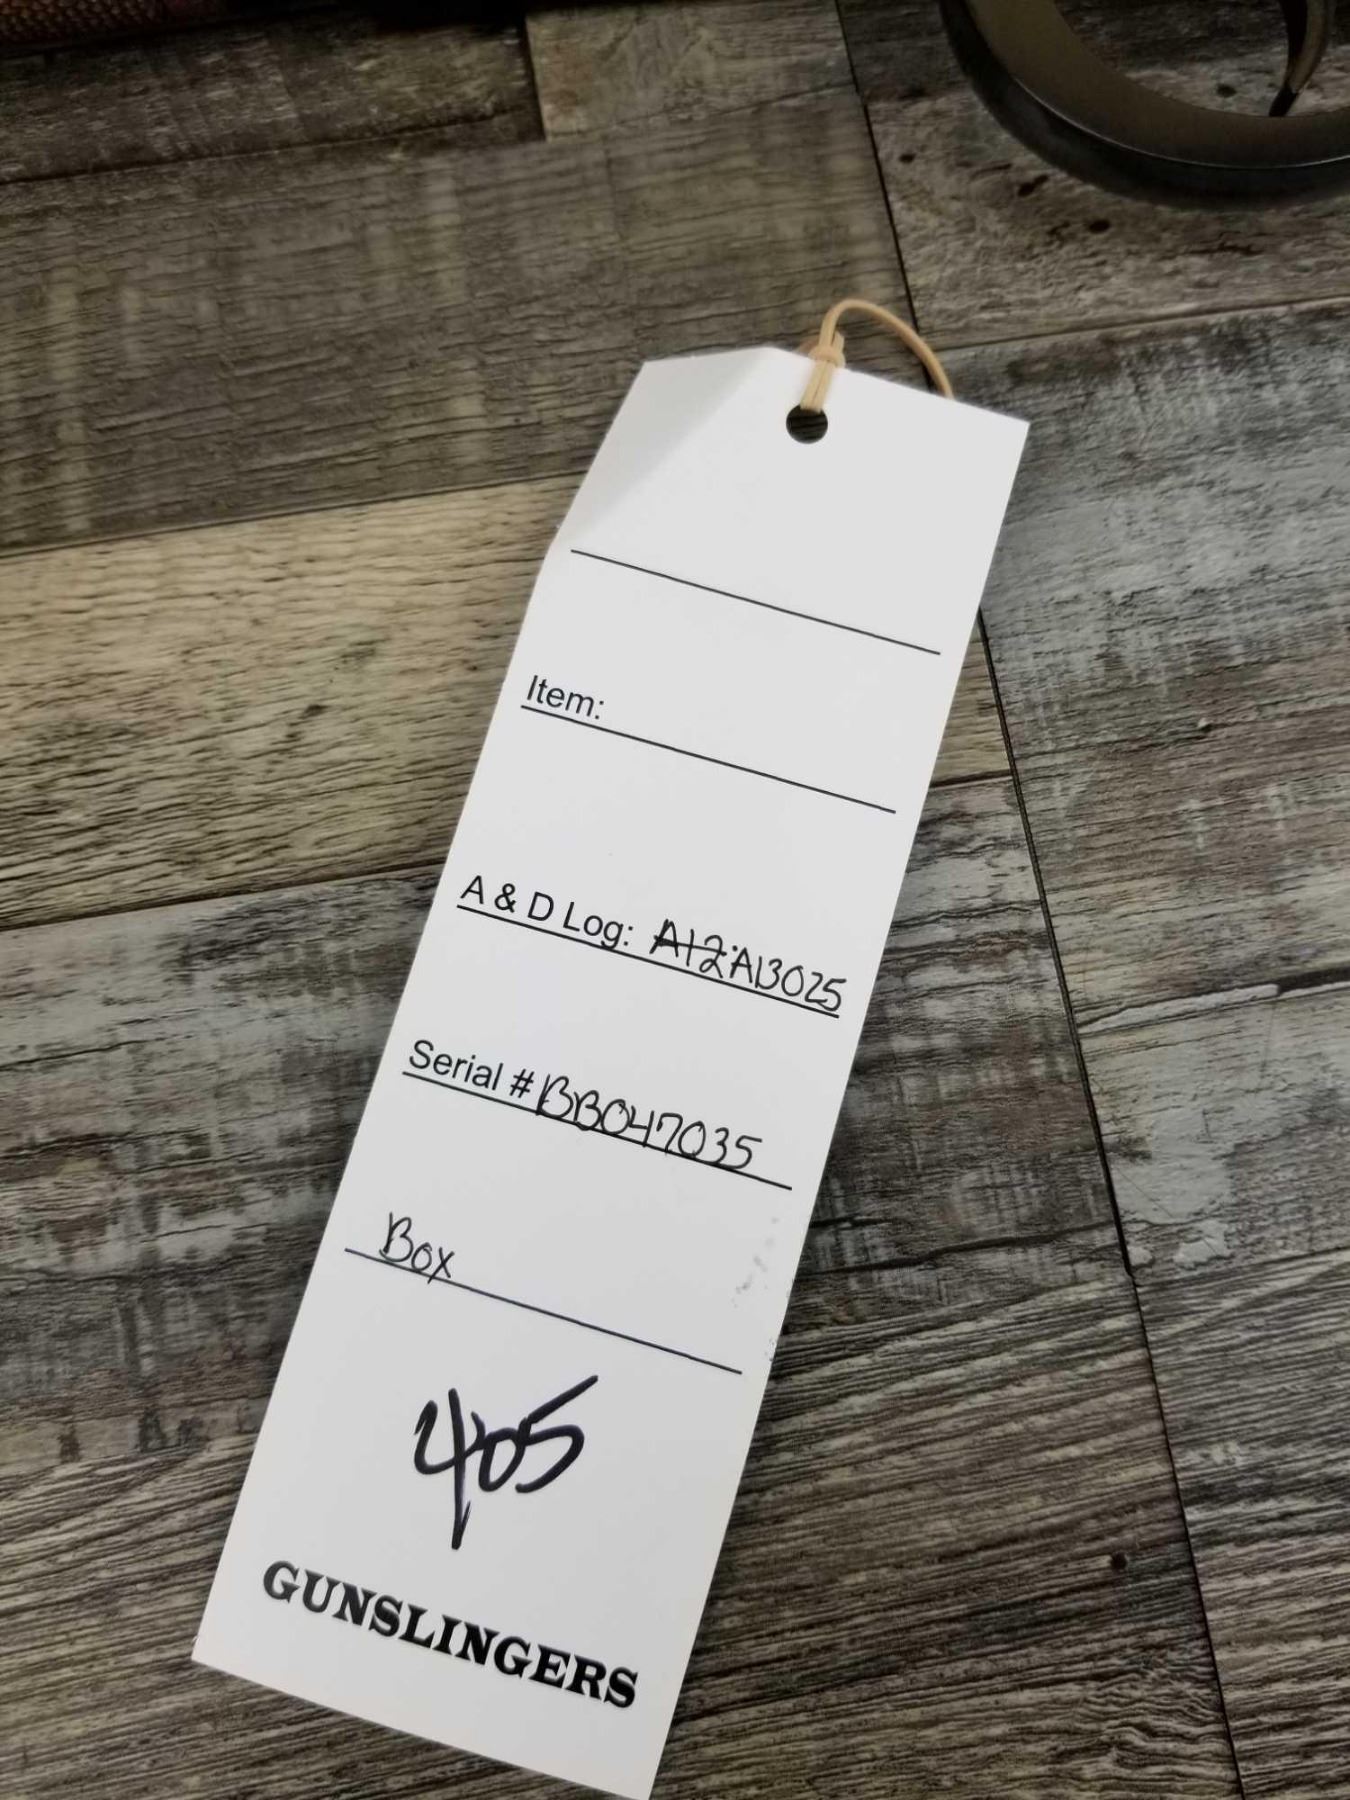 Item:
A & D Log: A12 A13025
Serial # BB047035
Box
405
GUNSLINGERS